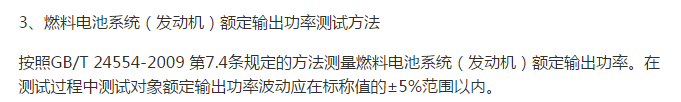 3、燃料电池系统（发动机）额定输出功率测试方法
按照GB/T 24554-2009 第7.4条规定的方法测量燃料电池系统（发动机）额定输出功率。在
测试过程中测试对象额定输出功率波动应在标称值的±5%范围以内。